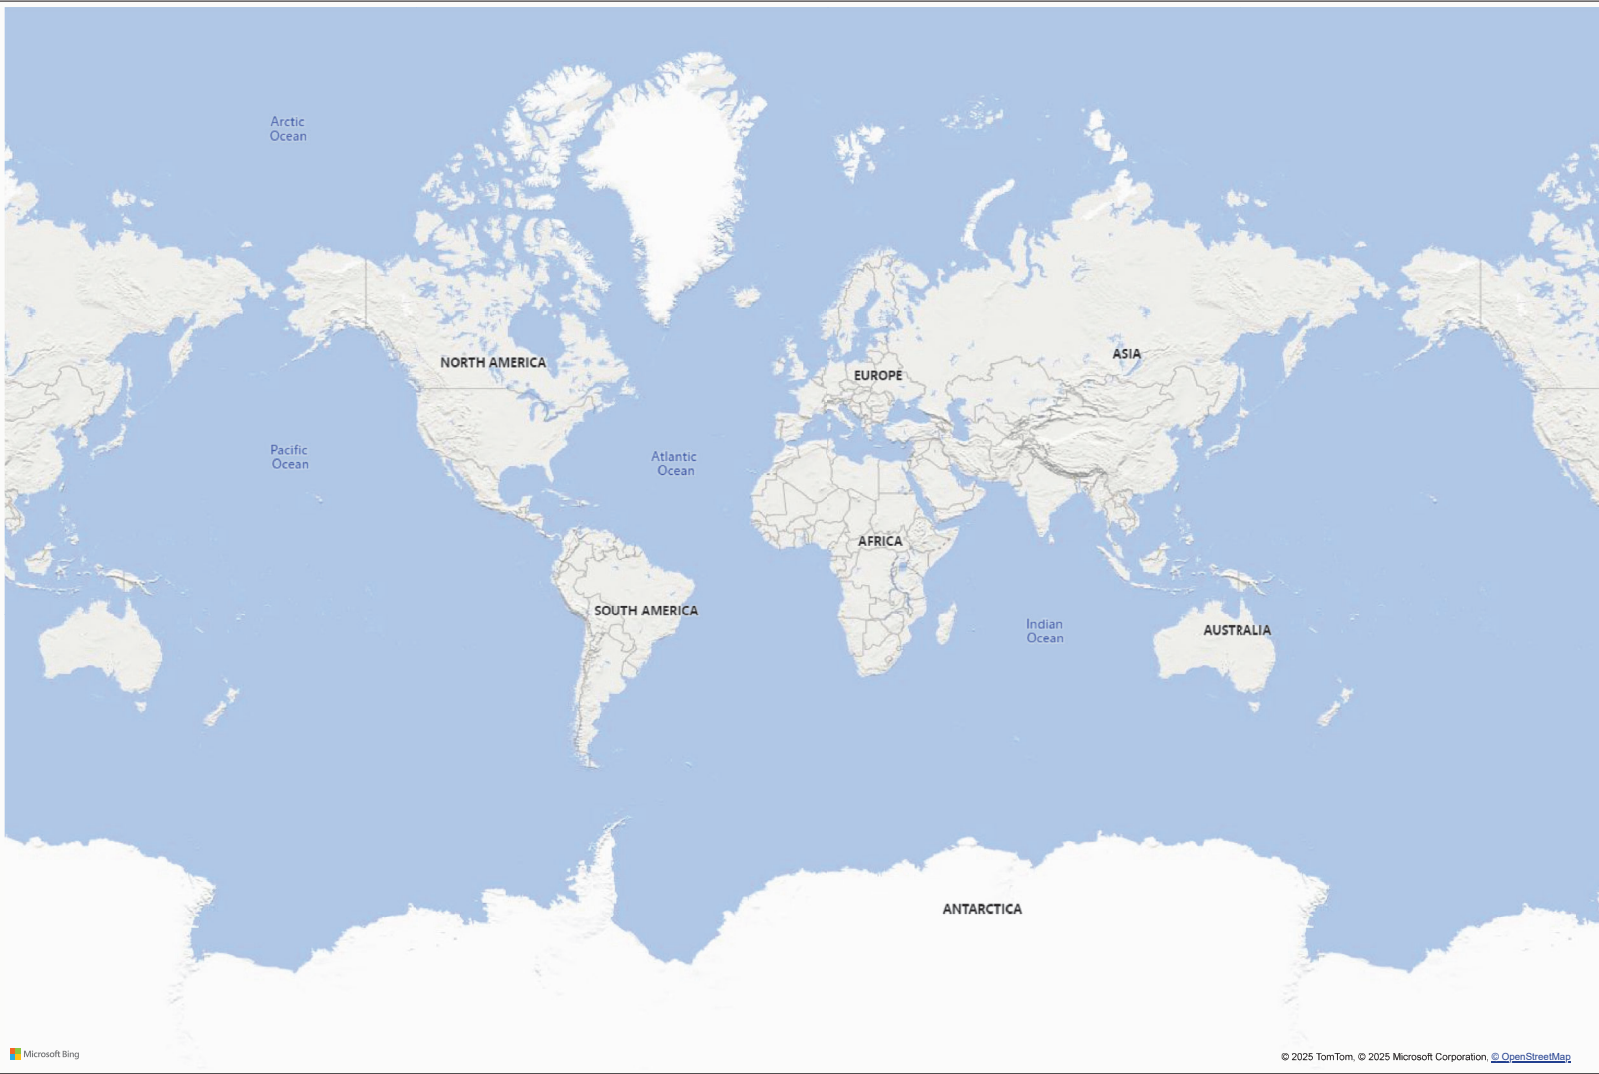 Arctic
Ocean
NORTH AMERICA
ASIA
EUROPE
Pacific
Ocean
Atlantic
Ocean
AFRICA
SOUTH AMERICA
Indian
Ocean
AUSTRALIA
ANTARCTICA
Microsoft Bing
© 2025 TomTom, © 2025 Microsoft Corporation, © OpenStreetMap